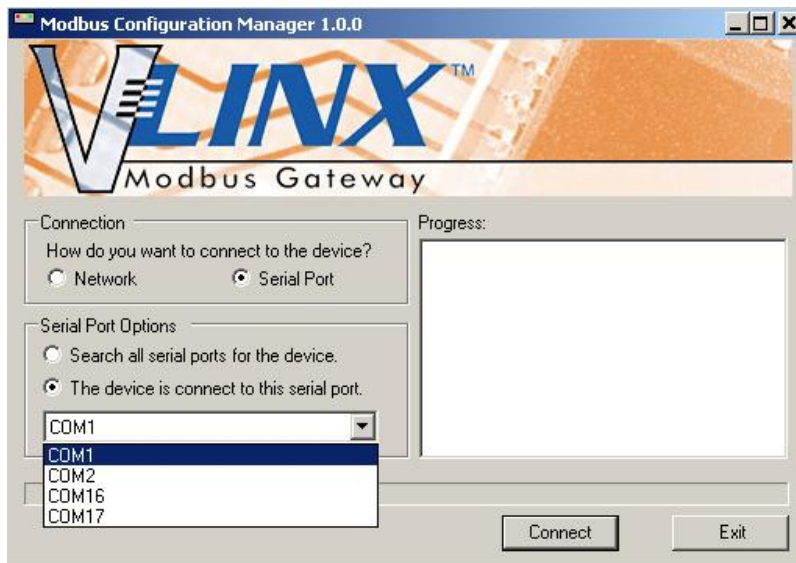 Modbus Configuration Manager 1.0.0
VLINX™
Modbus Gateway
Connection
How do you want to connect to the device?
Network
Serial Port
Progress:
Serial Port Options
Search all serial ports for the device.
The device is connect to this serial port.
COM1
COM1
COM2
COM16
COM17
Connect
Exit